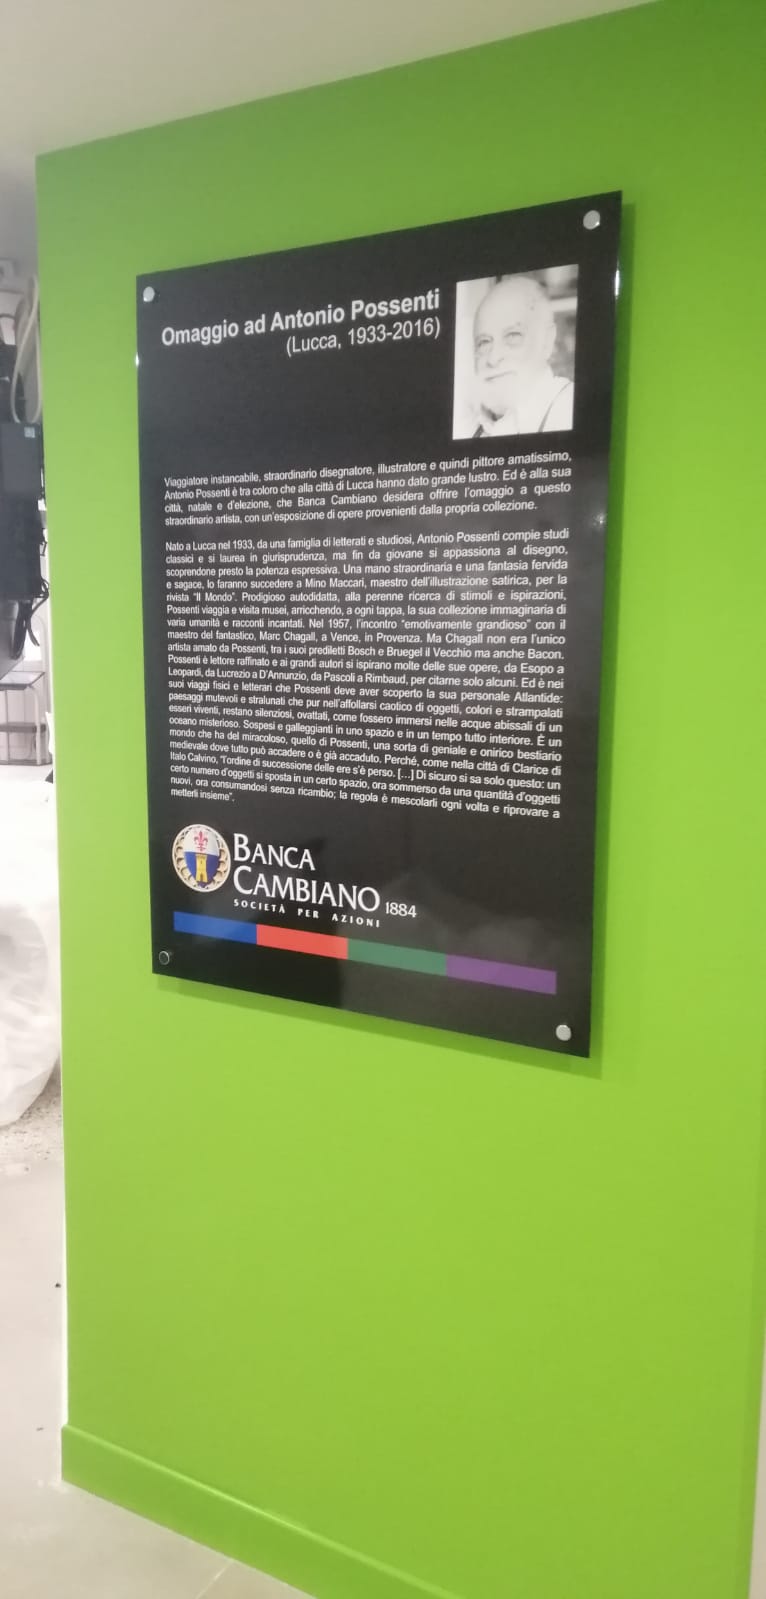 Omaggio ad Antonio Possenti
(Lucca, 1933-2016)
Viaggiatore instancabile, straordinario disegnatore, illustratore e quindi pittore amatissimo,
Antonio Possenti è tra coloro che alla città di Lucca hanno dato grande lustro. Ed è alla sua
città, natale e d'elezione, che Banca Cambiano desidera offrire l'omaggio a questo
straordinario artista, con un'esposizione di opere provenienti dalla propria collezione.
Nato a Lucca nel 1933, da una famiglia di letterati e studiosi, Antonio Possenti compie studi
classici e si laurea in giurisprudenza, ma fin da giovane si appassiona al disegno,
scoprendone presto la potenza espressiva. Una mano straordinaria e una fantasia fervida
e sagace, lo faranno succedere a Mino Maccari, maestro dell'illustrazione satirica, per la
rivista "Il Mondo". Prodigioso autodidatta, alla perenne ricerca di stimoli e ispirazioni,
Possenti viaggia e visita musei, arricchendo, a ogni tappa, la sua collezione immaginaria di
varia umanità e racconti incantati. Nel 1957, l'incontro "emotivamente grandioso" con il
maestro del fantastico, Marc Chagall, a Vence, in Provenza. Ma Chagall non era l'unico
artista amato da Possenti, tra i suoi prediletti Bosch e Bruegel il Vecchio ma anche Bacon.
Possenti è lettore raffinato e ai grandi autori si ispirano molte delle sue opere, da Esopo a
Leopardi, da Lucrezio a D'Annunzio, da Pascoli a Rimbaud, per citarne solo alcuni. Ed è nei
suoi viaggi fisici e letterari che Possenti deve aver scoperto la sua personale Atlantide:
paesaggi mutevoli e stralunati che pur nell'affollarsi caotico di oggetti, colori e strampalati
esseri viventi, restano silenziosi, ovattati, come fossero immersi nelle acque abissali di un
oceano misterioso. Sospesi e galleggianti in uno spazio e in un tempo tutto interiore. È un
mondo che ha del miracoloso, quello di Possenti, una sorta di geniale e onirico bestiario
medievale dove tutto può accadere o è già accaduto. Perché, come nella città di Clarice di
Italo Calvino, "l'ordine di successione delle ere s'è perso. [...] Di sicuro si sa solo questo: un
certo numero d'oggetti si sposta in un certo spazio, ora sommerso da una quantità d'oggetti
nuovi, ora consumandosi senza ricambio; la regola è mescolarli ogni volta e riprovare a
metterli insieme".
BANCA
CAMBIANO 1884
SOCIETÀ PER AZIONI